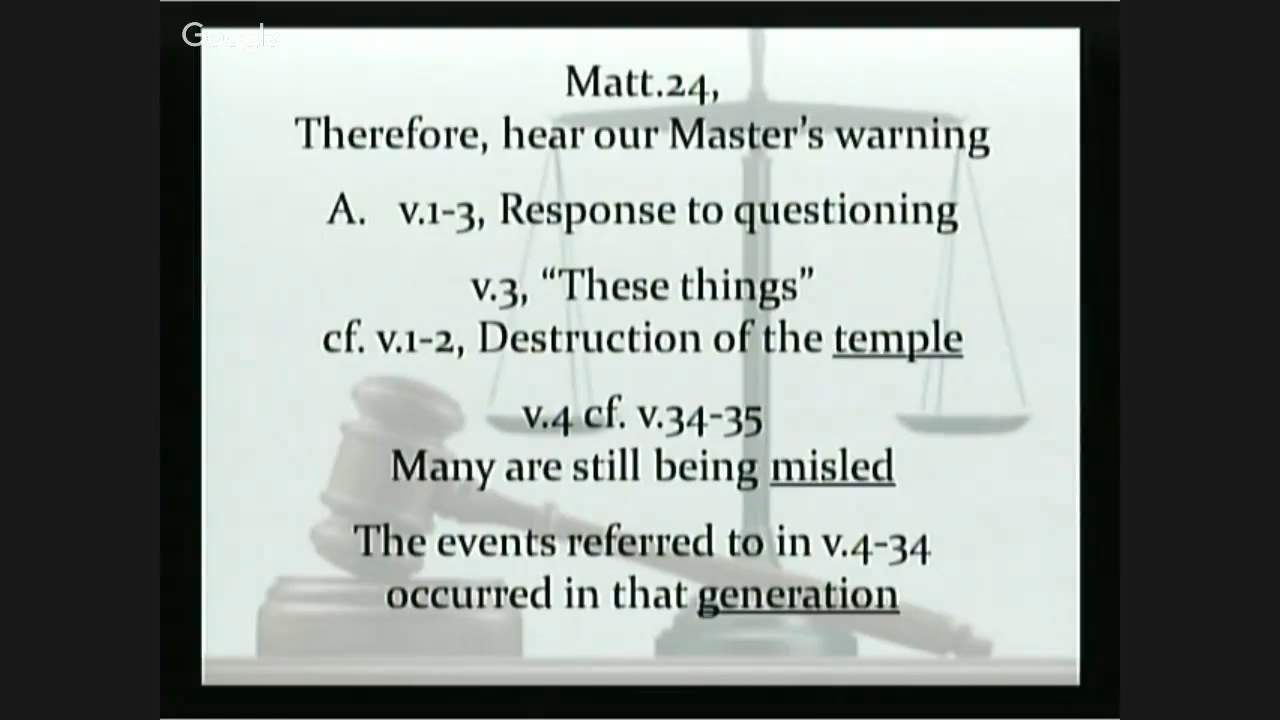 Google
Matt.24,
Therefore, hear our Master’s warning
A. v.1-3, Response to questioning
v.3, “These things”
cf. v.1-2, Destruction of the temple
v.4 cf. v.34-35
Many are still being misled
The events referred to in v.4-34
occurred in that generation